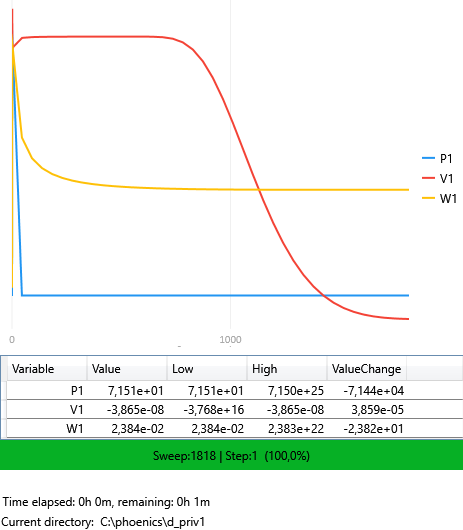 P1
V1
W1
0
1000
Variable Value Low High ValueChange
P1 7,151e+01 7,151e+01 7,150e+25 -7,144e+04
V1 -3,865e-08 -3,768e+16 -3,865e-08 3,859e-05
W1 2,384e-02 2,384e-02 2,383e+22 -2,382e+01
Sweep:1818 | Step:1 (100,0%)
Time elapsed: 0h 0m, remaining: 0h 1m
Current directory: C:\phoenics\d_priv1